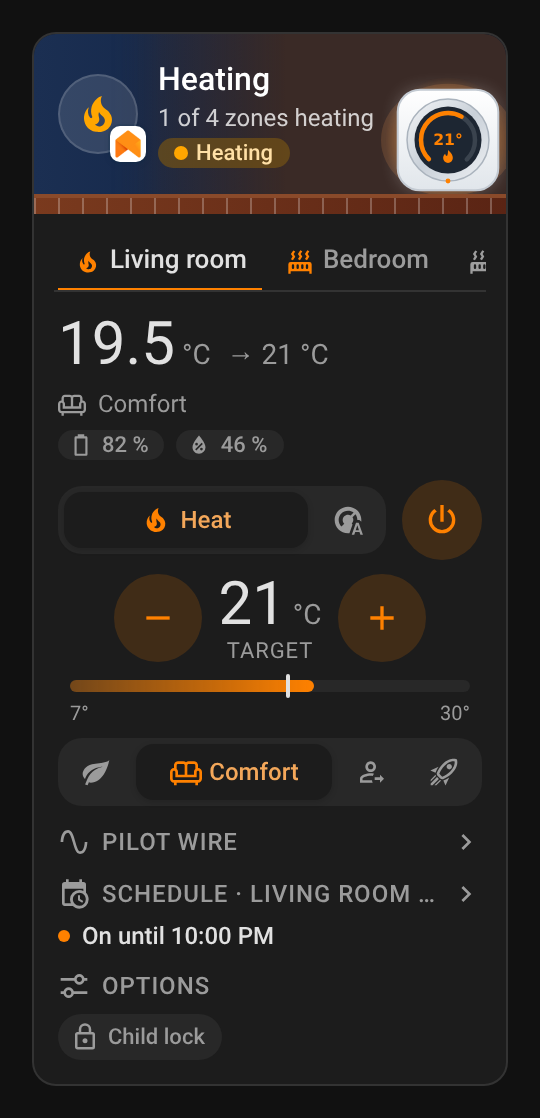 Heating
1 of 4 zones heating
Heating
21°
Living room
Bedroom
19.5 °C → 21 °C
Comfort
82 %
46 %
Heat
A
21 °C
TARGET
7°
30°
Comfort
PILOT WIRE
SCHEDULE · LIVING ROOM ...
On until 10:00 PM
OPTIONS
Child lock